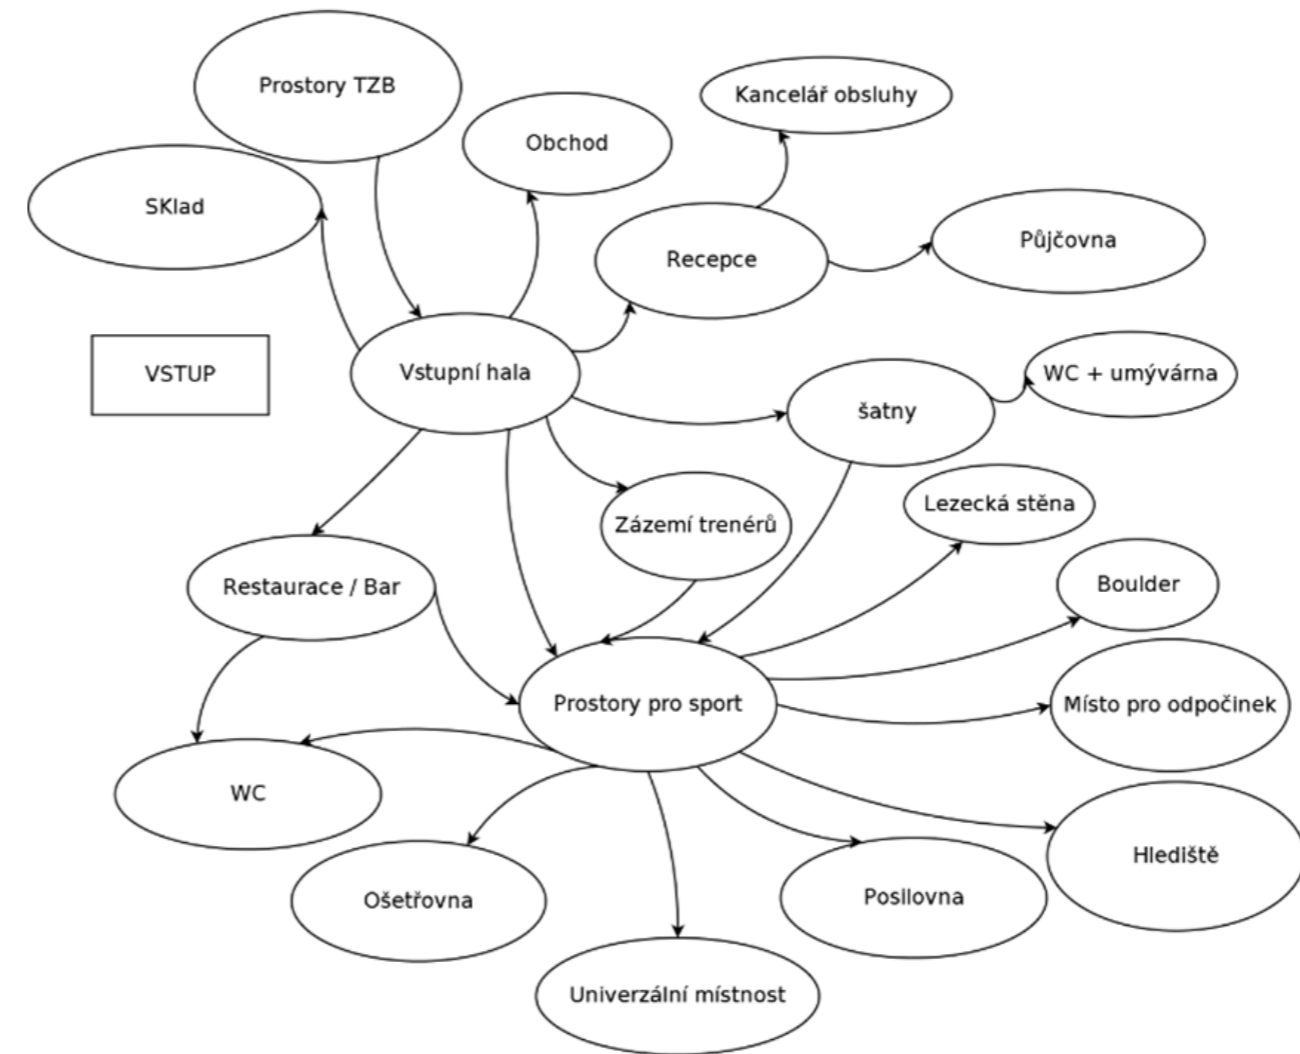 Prostory TZB
Kancelář obsluhy
Obchod
SKlad
Recepce
Půjčovna
VSTUP
Vstupní hala
WC + umývárna
šatny
Lezecká stěna
Zázemí trenérů
Restaurace / Bar
Boulder
Prostory pro sport
Místo pro odpočinek
WC
Hlediště
Ošetřovna
Posilovna
Univerzální místnost